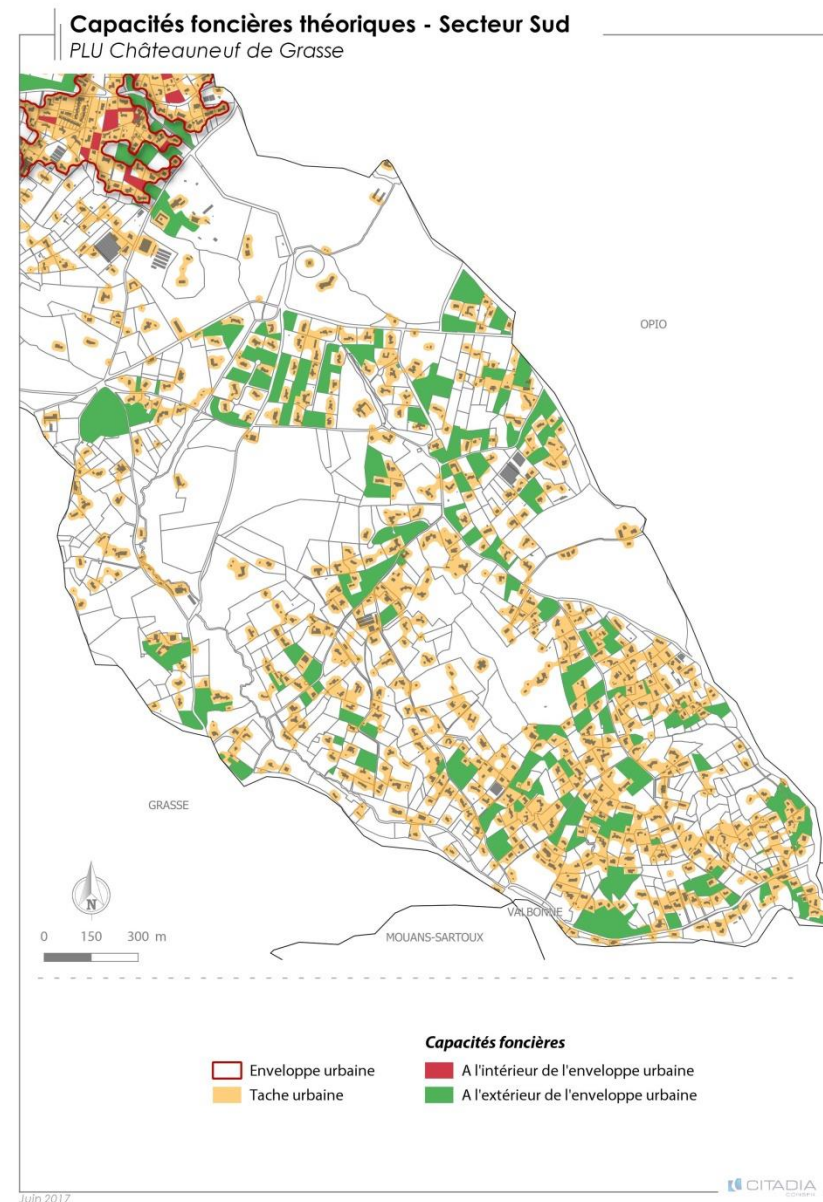 Capacités foncières théoriques - Secteur Sud
PLU Châteauneuf de Grasse
OPIO
GRASSE
N
VALBONNE
MOUANS-SARTOUX
0 150 300 m
Capacités foncières
Enveloppe urbaine
A l'intérieur de l'enveloppe urbaine
Tache urbaine
A l'extérieur de l'enveloppe urbaine
CITADIA
Juin 2017